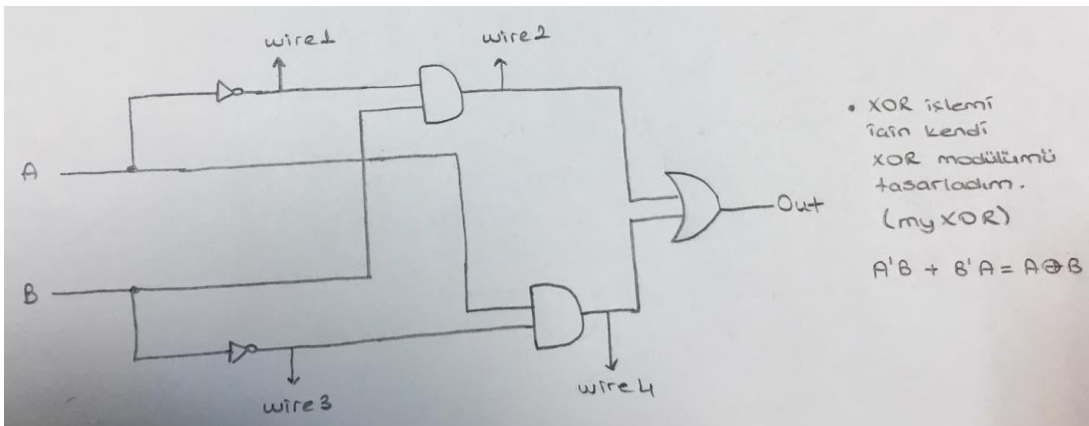 wire1
wire2
A
B
Out
wire3
wire4
• XOR işlemi
için kendi
XOR modülümü
tasarladım.
(myXOR)
A'B + B'A = A⊕B